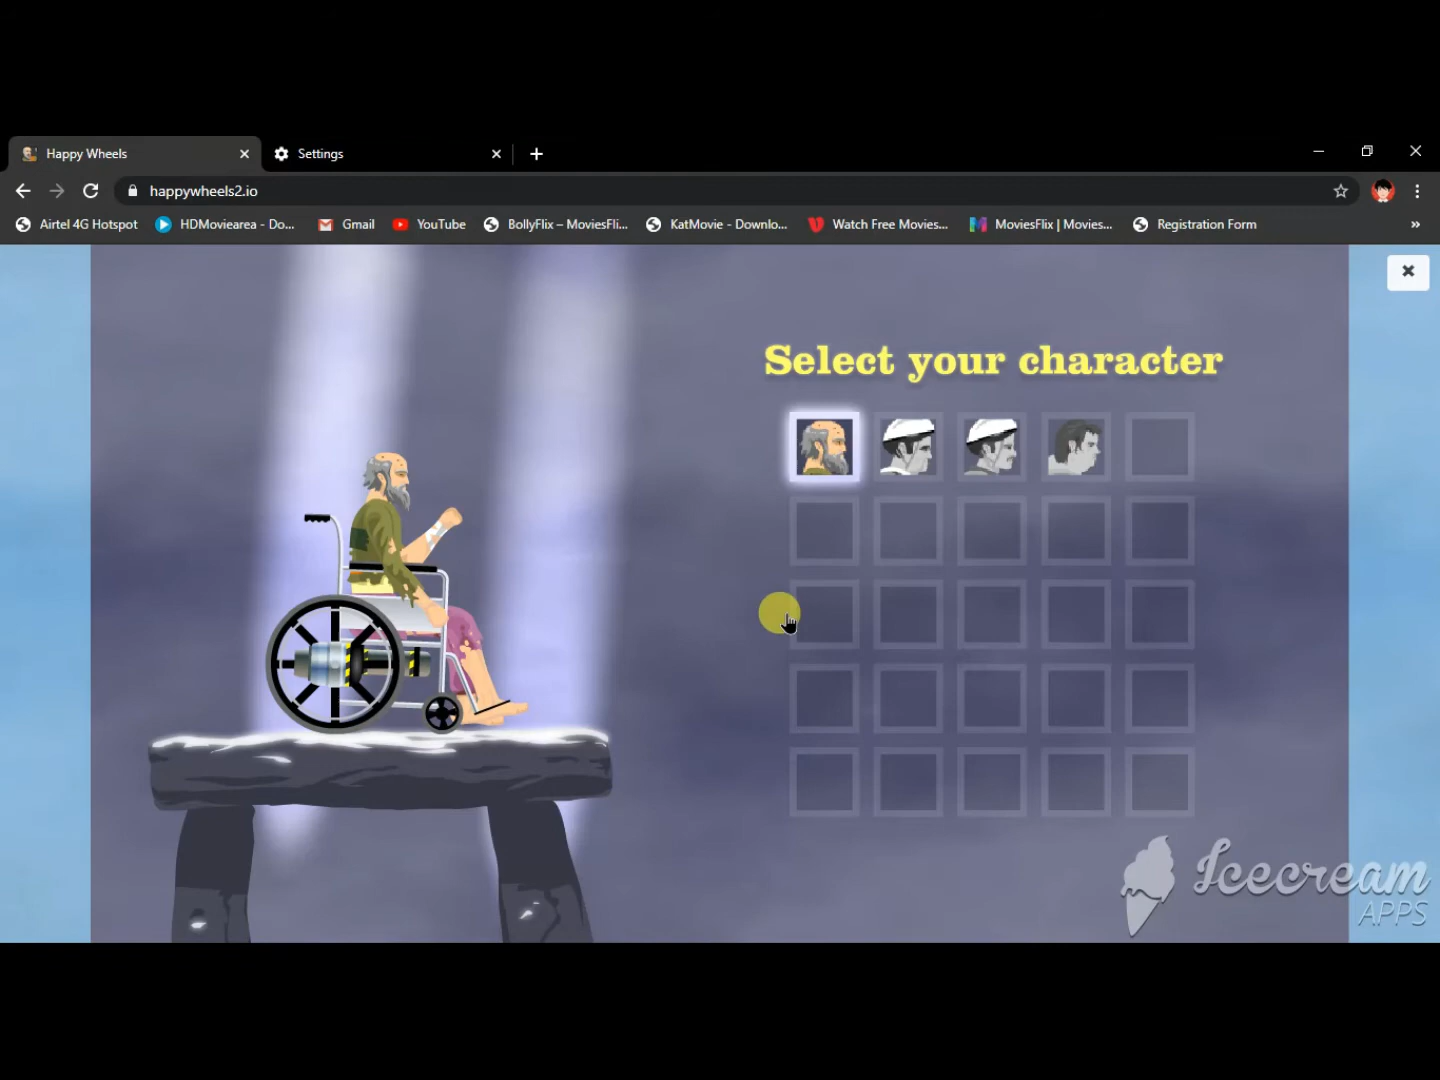 Happy Wheels
Settings
happywheels2.io
Airtel 4G Hotspot
HDMoviearea - Do...
Gmail
YouTube
BollyFlix – MoviesFli...
KatMovie - Downlo...
Watch Free Movies...
MoviesFlix | Movies...
Registration Form
»
Select your character
Icecream
APPS